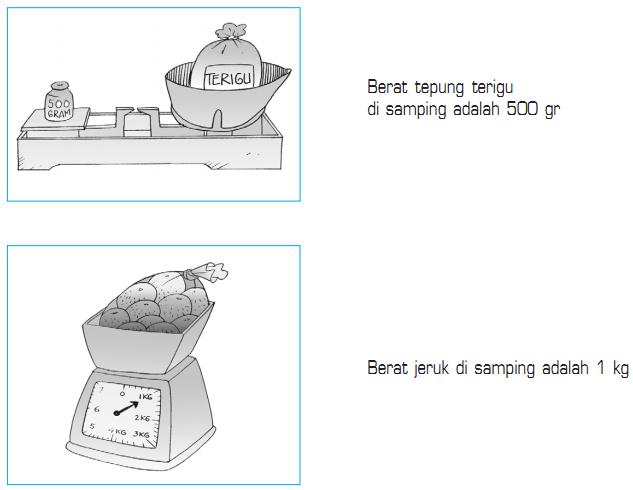 500
GRAM
TERIGU
Berat tepung terigu
di samping adalah 500 gr
7 0 1KG
6 2KG
5 4KG 3KG
Berat jeruk di samping adalah 1 kg